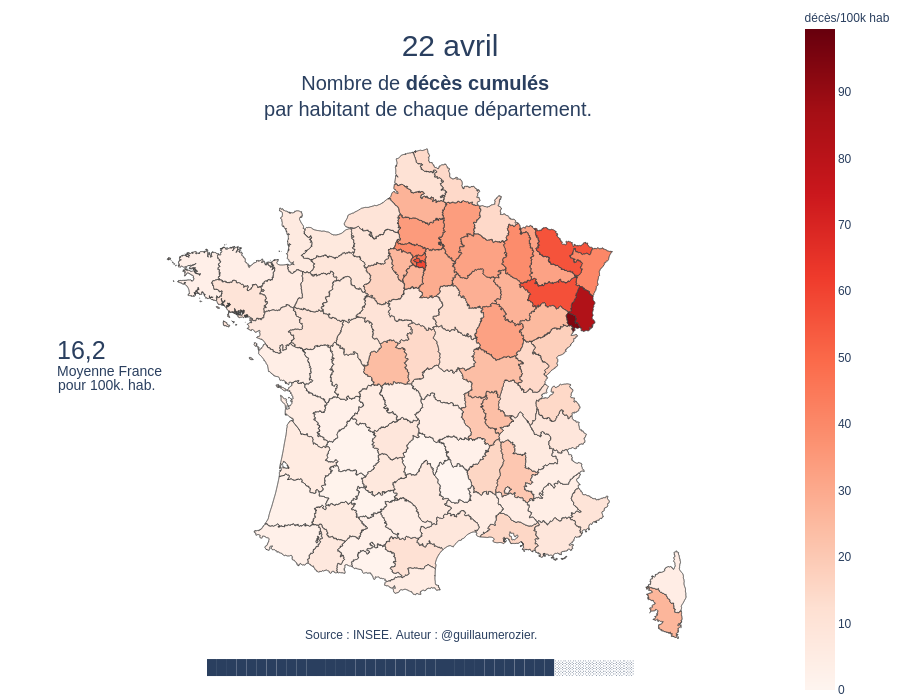 décès/100k hab
22 avril
Nombre de décès cumulés
par habitant de chaque département.
90
80
70
60
50
40
30
20
10
0
16,2
Moyenne France
pour 100k. hab.
Source : INSEE. Auteur : @guillaumerozier.